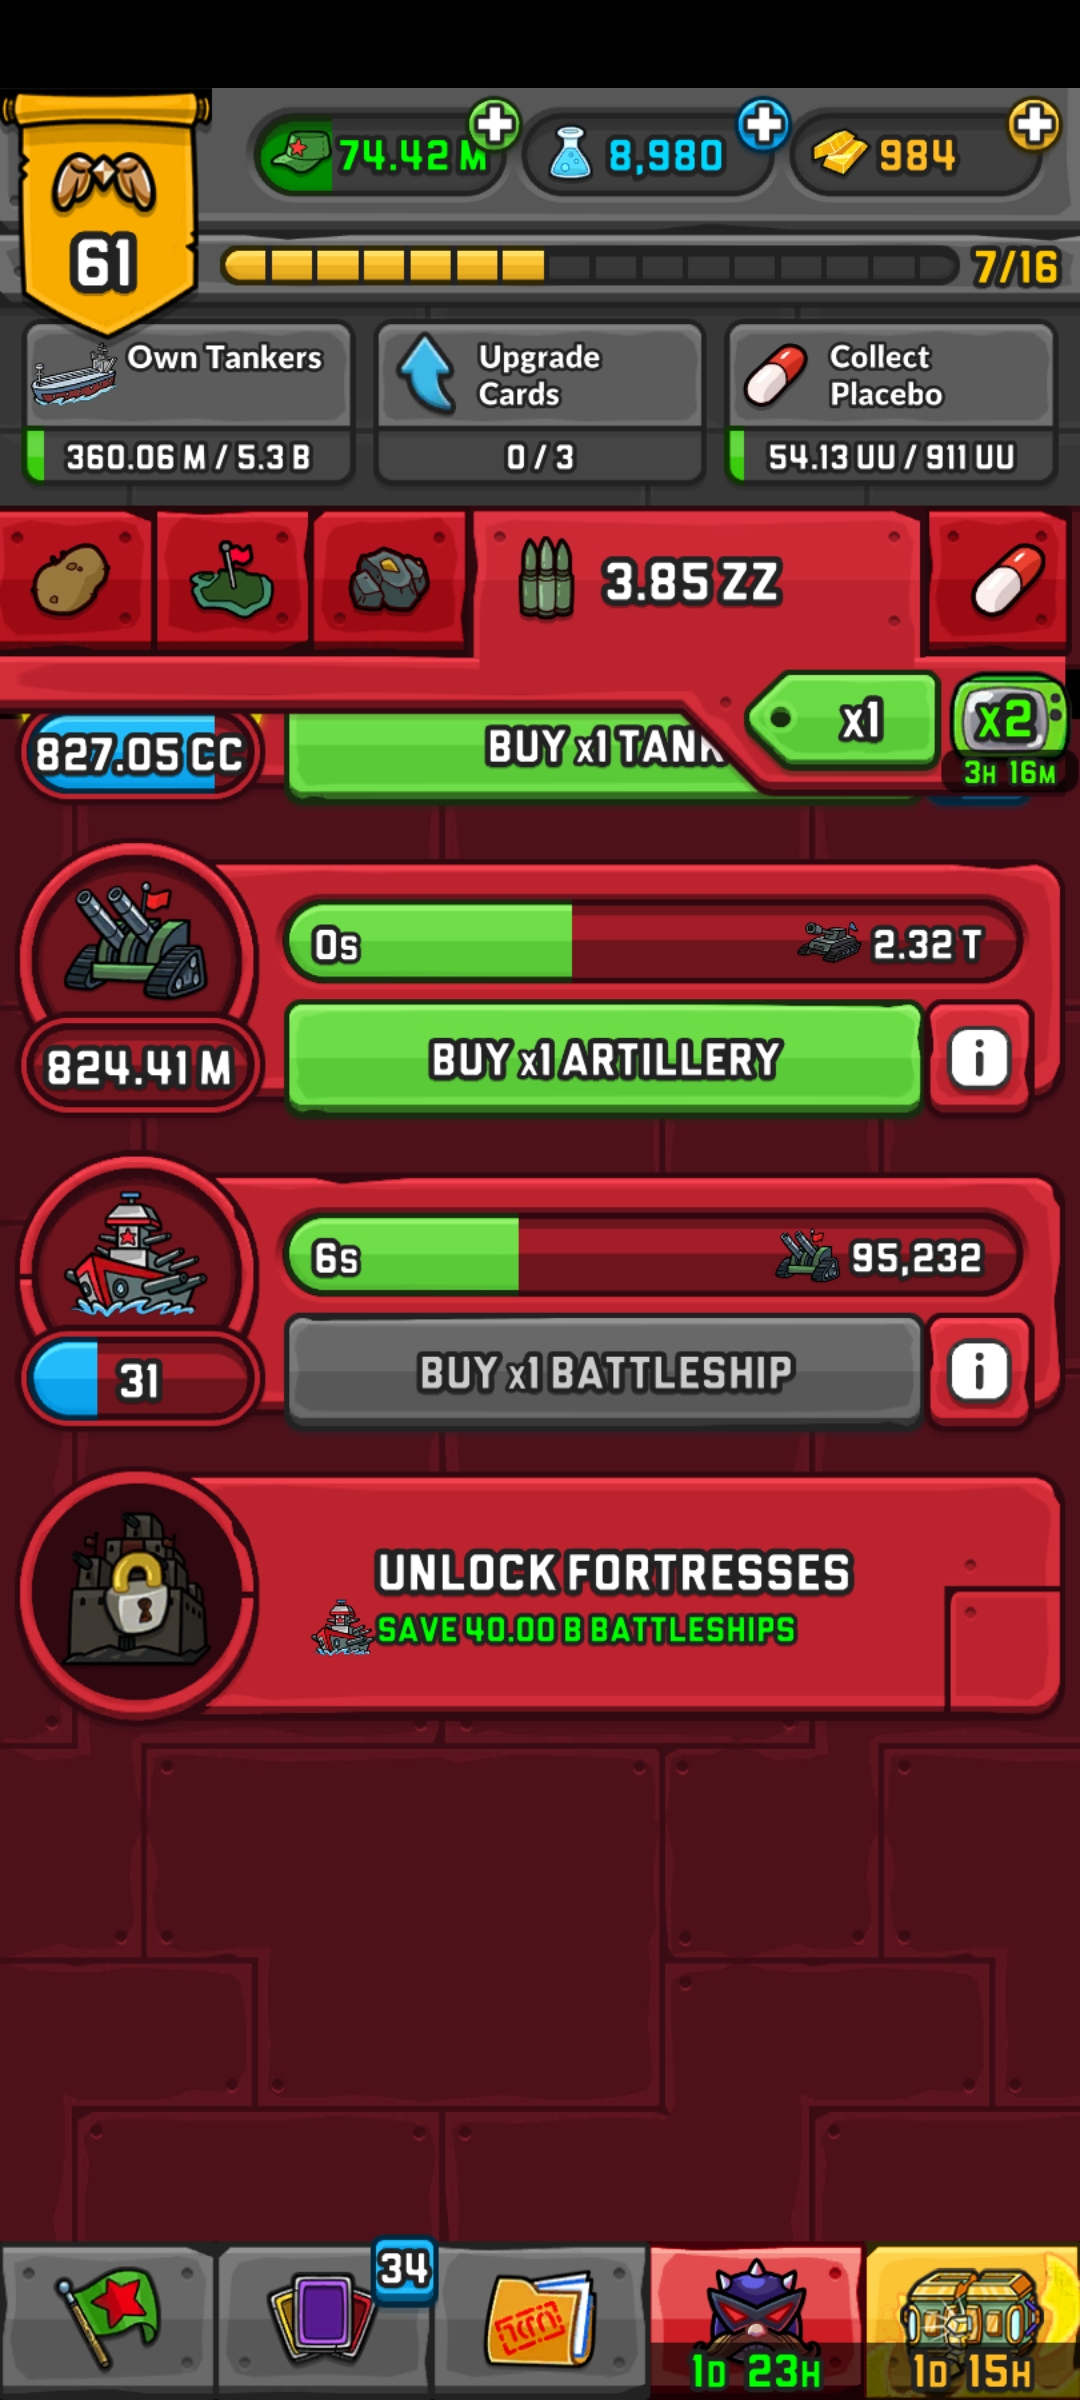 74.42 M
8,980
984
61
7/16
Own Tankers
360.06 M / 5.3 B
Upgrade
Cards
0 / 3
Collect
Placebo
54.13 UU / 911 UU
3.85 ZZ
x1
x2
3H 16M
827.05 CC
BUY x1 TANK
0s
2.32 T
824.41 M
BUY x1 ARTILLERY
i
6s
95,232
31
BUY x1 BATTLESHIP
i
UNLOCK FORTRESSES
SAVE 40.00 B BATTLESHIPS
34
1D 23H
1D 15H